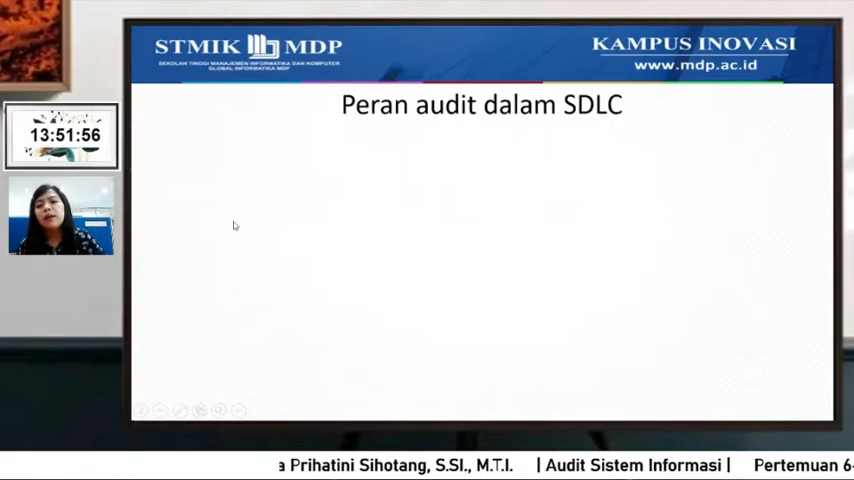 STMIK MDP
SEKOLAH TINGGI MANAJEMEN INFORMATIKA DAN KOMPUTER
GLOBAL INFORMATIKA MDP
KAMPUS INOVASI
www.mdp.ac.id
Peran audit dalam SDLC
13:51:56
a Prihatini Sihotang, S.SI., M.T.I. | Audit Sistem Informasi | Pertemuan 6-